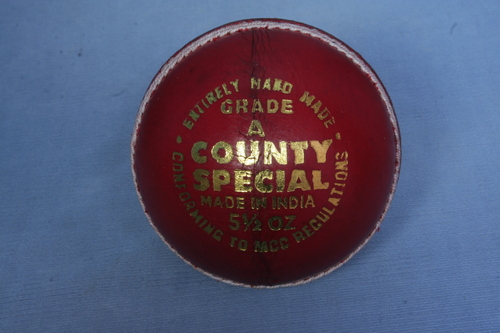 • ENTIRELY HAND MADE •
GRADE
A
COUNTY
SPECIAL
MADE IN INDIA
5½ OZ
CONFORMING TO MCC REGULATIONS